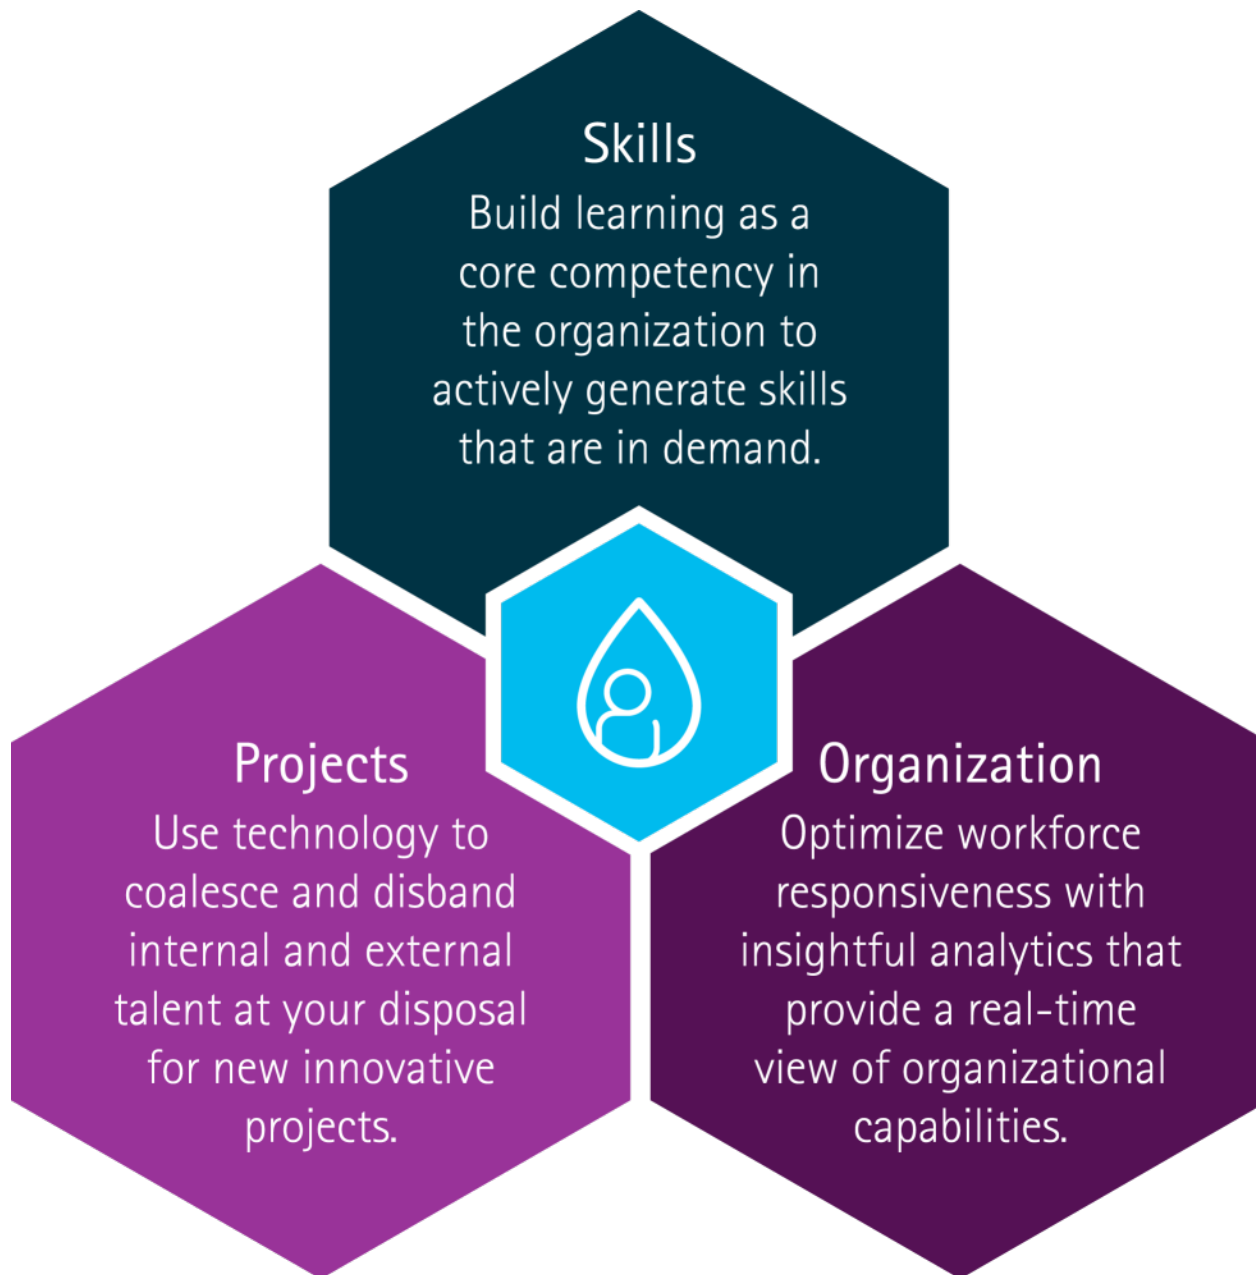 Skills
Build learning as a
core competency in
the organization to
actively generate skills
that are in demand.
Projects
Use technology to
coalesce and disband
internal and external
talent at your disposal
for new innovative
projects.
Organization
Optimize workforce
responsiveness with
insightful analytics that
provide a real-time
view of organizational
capabilities.